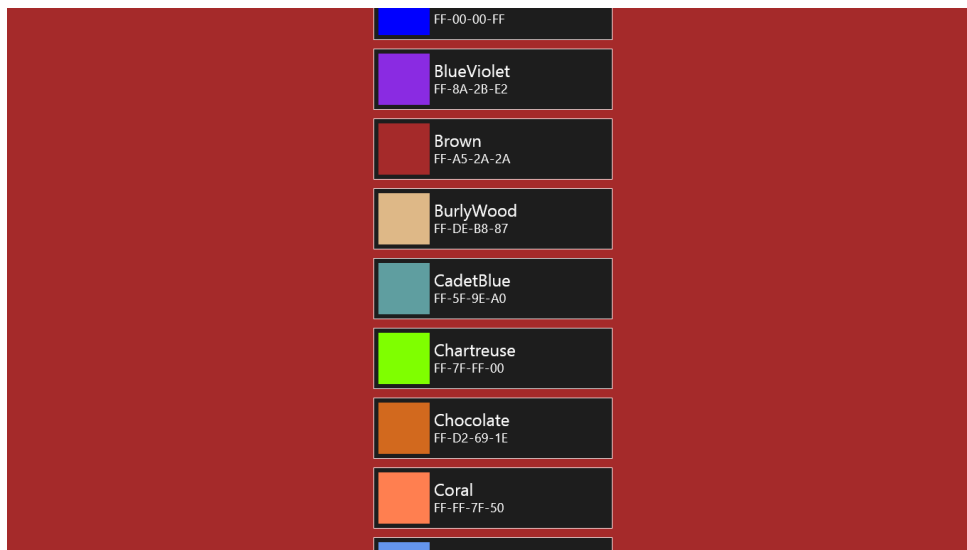 FF-00-00-FF
BlueViolet
FF-8A-2B-E2
Brown
FF-A5-2A-2A
BurlyWood
FF-DE-B8-87
CadetBlue
FF-5F-9E-A0
Chartreuse
FF-7F-FF-00
Chocolate
FF-D2-69-1E
Coral
FF-FF-7F-50